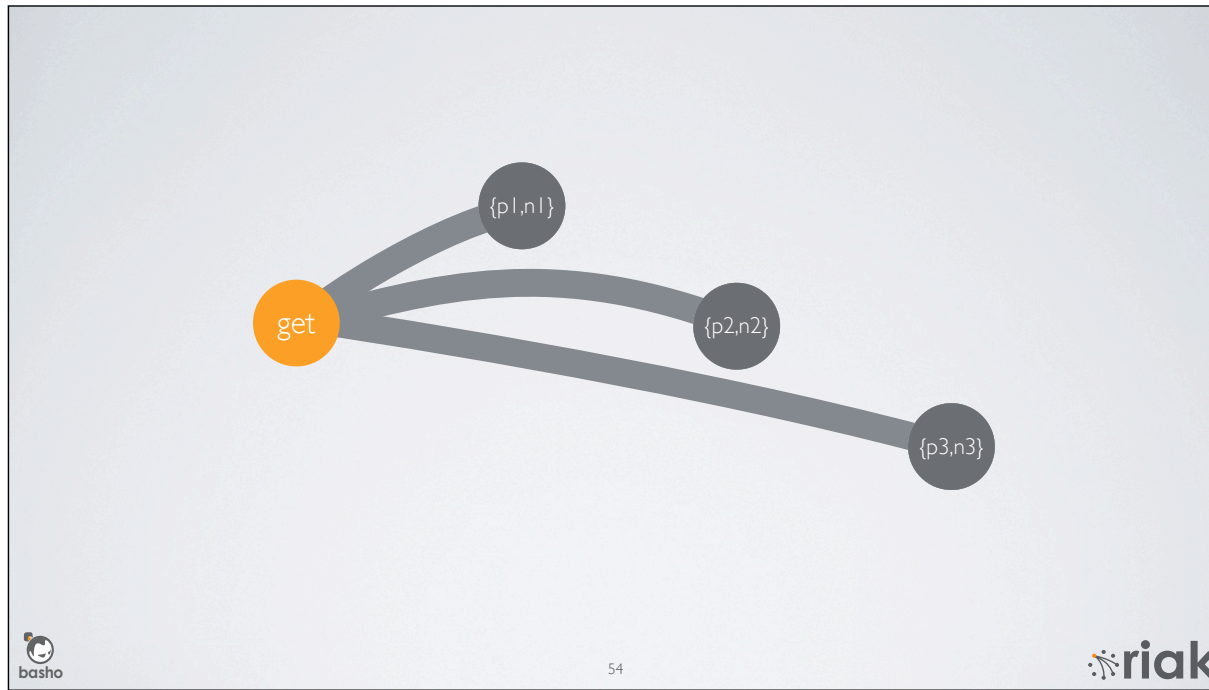 {p1,n1}
get
{p2,n2}
{p3,n3}
basho
54
riak